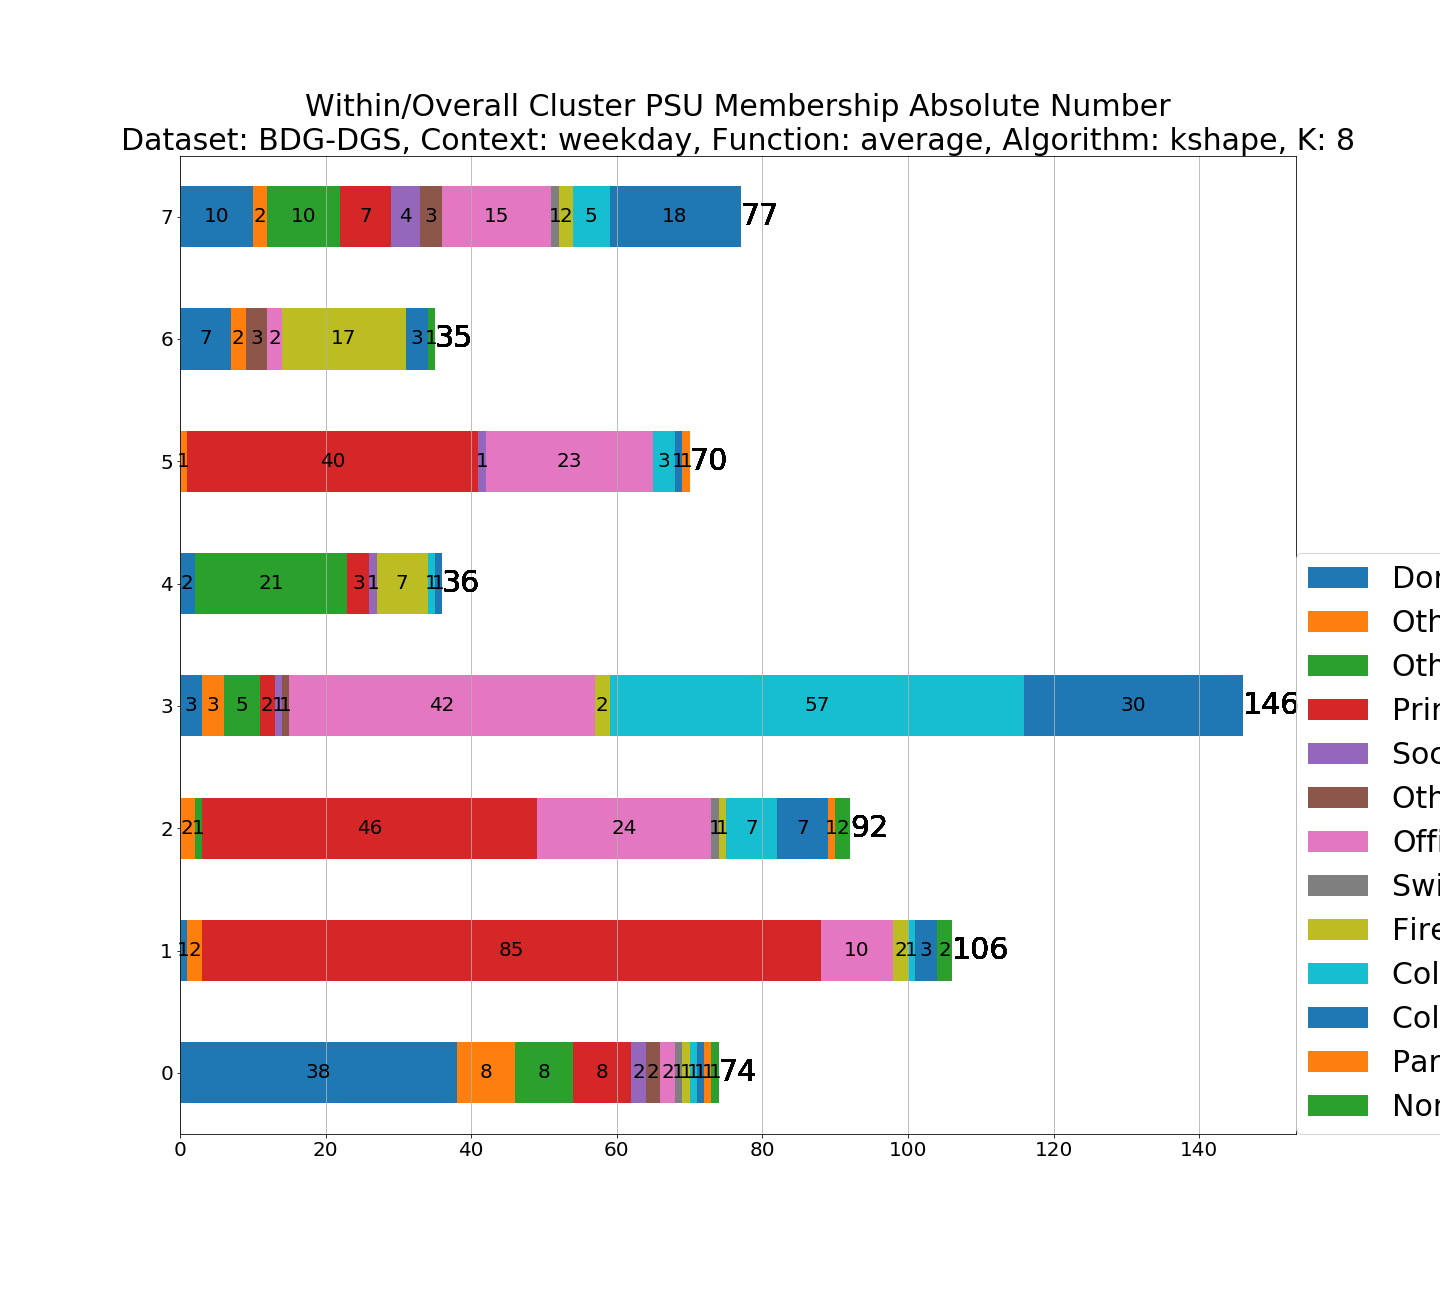 Within/Overall Cluster PSU Membership Absolute Number
Dataset: BDG-DGS, Context: weekday, Function: average, Algorithm: kshape, K: 8
7 10 2 10 7 4 3 15 1 2 5 18 77
6 7 2 3 2 17 3 1 35
5 1 40 1 23 3 1 1 70
4 2 21 3 1 7 1 1 36
3 3 3 5 2 1 1 42 2 57 30 146
2 2 1 46 24 1 1 7 7 1 2 92
1 1 2 85 10 2 1 3 2 106
0 38 8 8 8 2 2 2 1 1 1 1 1 1 74
0 20 40 60 80 100 120 140
Dor
Oth
Oth
Prin
Soc
Oth
Offi
Swi
Fire
Col
Col
Par
Nor